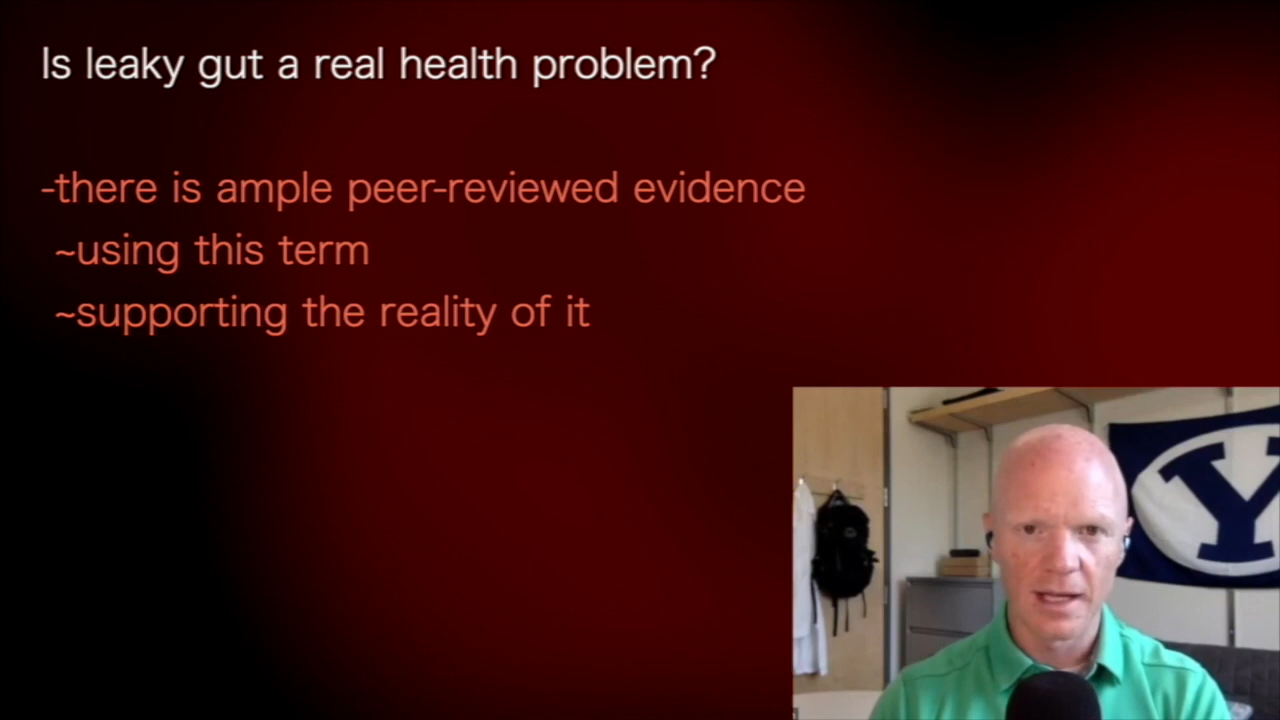 Is leaky gut a real health problem?
-there is ample peer-reviewed evidence
~using this term
~supporting the reality of it
Y